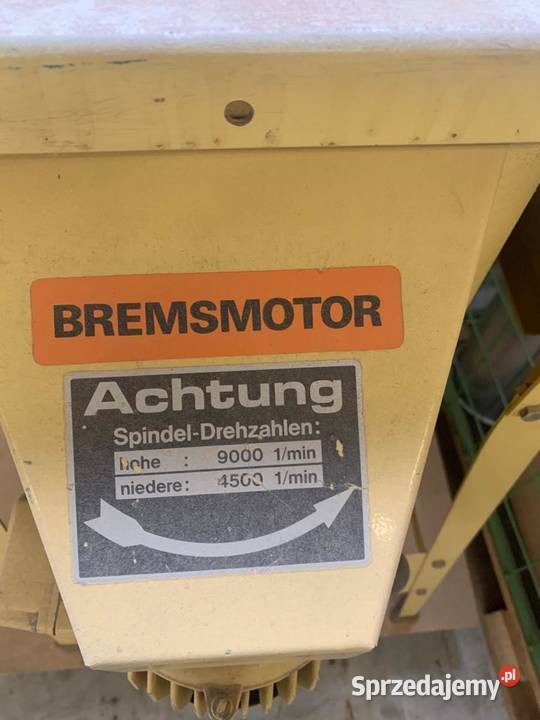 BREMSMOTOR
Achtung
Spindel-Drehzahlen:
hohe : 9000 1/min
niedere: 4500 1/min
Sprzedajemy.pl